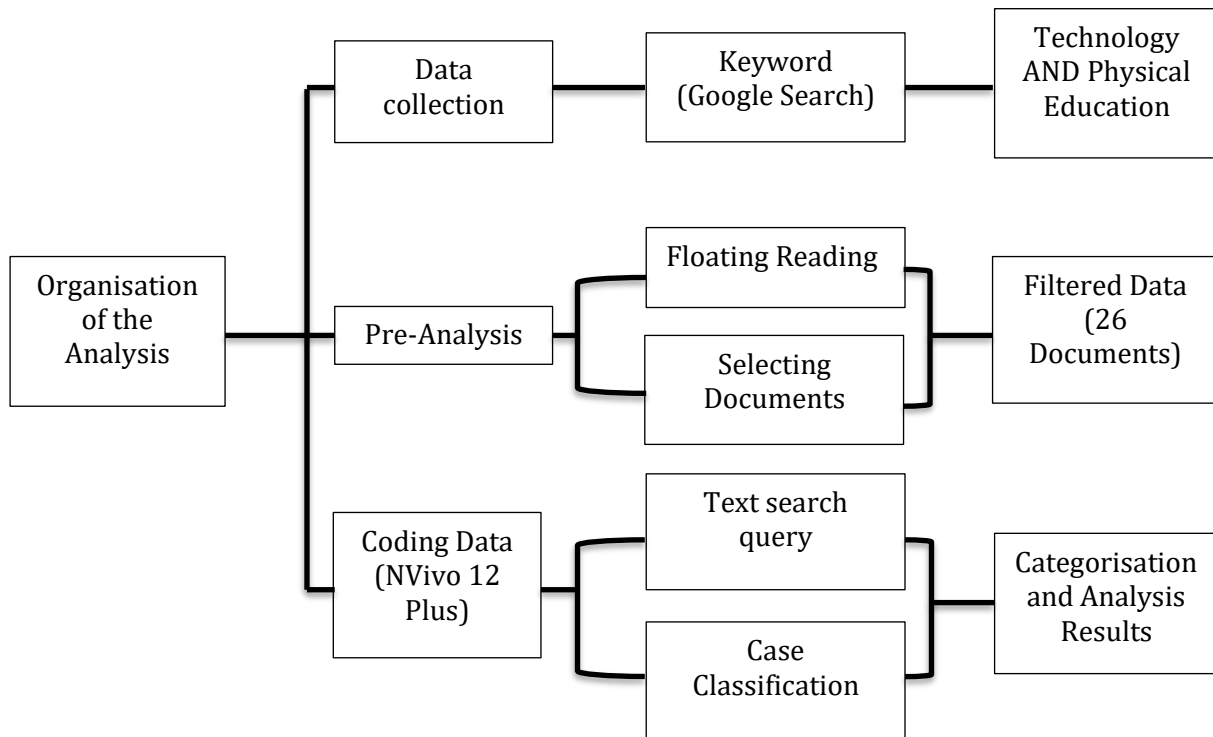 Data
collection
Keyword
(Google Search)
Technology
AND Physical
Education
Organisation
of the
Analysis
Pre-Analysis
Floating Reading
Selecting
Documents
Filtered Data
(26
Documents)
Coding Data
(NVivo 12
Plus)
Text search
query
Case
Classification
Categorisation
and Analysis
Results